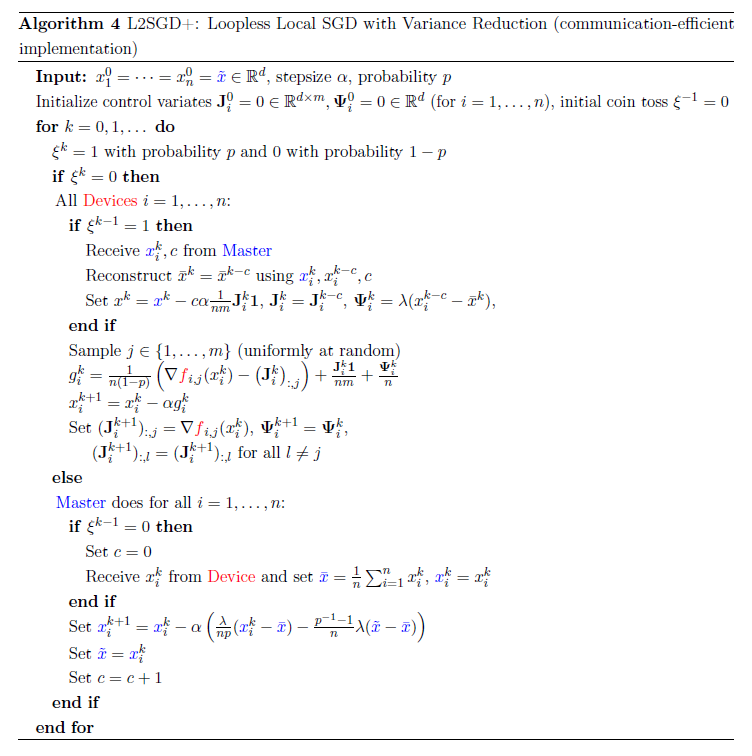 Algorithm 4 L2SGD+: Loopless Local SGD with Variance Reduction (communication-efficient
implementation)
Input: $x_1^0 = \cdots = x_n^0 = \tilde{x} \in \mathbb{R}^d$, stepsize $\alpha$, probability $p$
Initialize control variates $\mathbf{J}_i^0 = 0 \in \mathbb{R}^{d \times m}, \mathbf{\Psi}_i^0 = 0 \in \mathbb{R}^d$ (for $i = 1, \ldots, n$), initial coin toss $\xi^{-1} = 0$
for $k = 0, 1, \ldots$ do
$\xi^k = 1$ with probability $p$ and 0 with probability $1 - p$
if $\xi^k = 0$ then
All Devices $i = 1, \ldots, n$:
if $\xi^{k-1} = 1$ then
Receive $x_i^k, c$ from Master
Reconstruct $\bar{x}^k = \bar{x}^{k-c}$ using $x_i^k, x_i^{k-c}, c$
Set $x^k = x^k - c\alpha \frac{1}{nm} \mathbf{J}_i^k \mathbf{1}$, $\mathbf{J}_i^k = \mathbf{J}_i^{k-c}$, $\mathbf{\Psi}_i^k = \lambda(x_i^{k-c} - \bar{x}^k)$,
end if
Sample $j \in \{1, \ldots, m\}$ (uniformly at random)
$g_i^k = \frac{1}{n(1-p)} \left( \nabla f_{i,j}(x_i^k) - \left( \mathbf{J}_i^k \right)_{:,j} \right) + \frac{\mathbf{J}_i^k \mathbf{1}}{nm} + \frac{\mathbf{\Psi}_i^k}{n}$
$x_i^{k+1} = x_i^k - \alpha g_i^k$
Set $(\mathbf{J}_i^{k+1})_{:,j} = \nabla f_{i,j}(x_i^k)$, $\mathbf{\Psi}_i^{k+1} = \mathbf{\Psi}_i^k$,
$(\mathbf{J}_i^{k+1})_{:,l} = (\mathbf{J}_i^{k+1})_{:,l}$ for all $l \neq j$
else
Master does for all $i = 1, \ldots, n$:
if $\xi^{k-1} = 0$ then
Set $c = 0$
Receive $x_i^k$ from Device and set $\bar{x} = \frac{1}{n} \sum_{i=1}^n x_i^k$, $x_i^k = x_i^k$
end if
Set $x_i^{k+1} = x_i^k - \alpha \left( \frac{\lambda}{np} (x_i^k - \bar{x}) - \frac{p^{-1}-1}{n} \lambda (\tilde{x} - \bar{x}) \right)$
Set $\tilde{x} = x_i^k$
Set $c = c + 1$
end if
end for